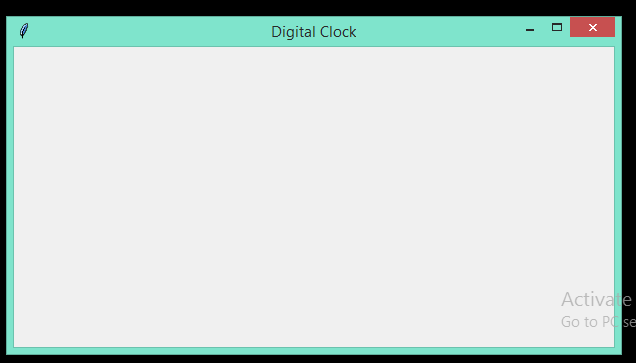 Digital Clock
Activate
Go to PC se